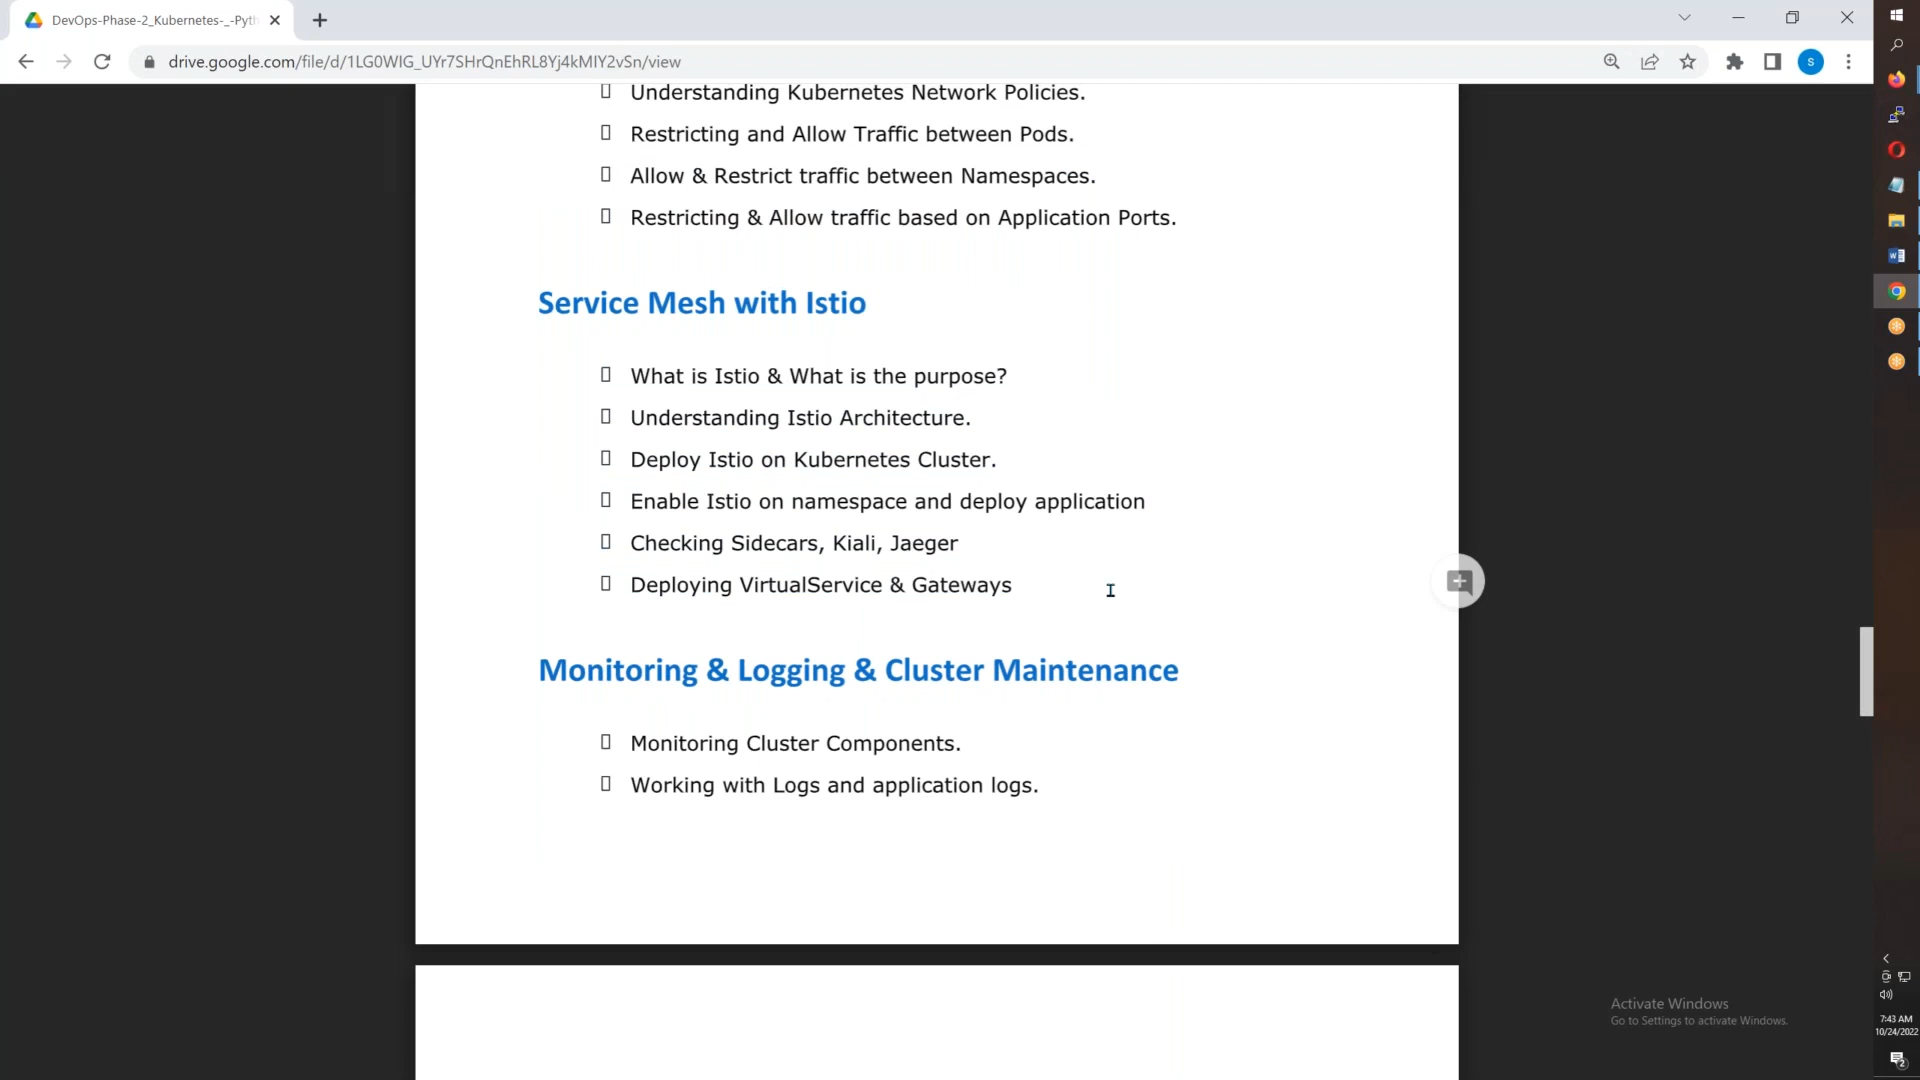 DevOps-Phase-2_Kubernetes-_-Pyth
drive.google.com/file/d/1LG0WIG_UYr7SHrQnEhRL8Yj4kMIY2vSn/view
S
Understanding Kubernetes Network Policies.
Restricting and Allow Traffic between Pods.
Allow & Restrict traffic between Namespaces.
Restricting & Allow traffic based on Application Ports.
Service Mesh with Istio
What is Istio & What is the purpose?
Understanding Istio Architecture.
Deploy Istio on Kubernetes Cluster.
Enable Istio on namespace and deploy application
Checking Sidecars, Kiali, Jaeger
Deploying VirtualService & Gateways
Monitoring & Logging & Cluster Maintenance
Monitoring Cluster Components.
Working with Logs and application logs.
Activate Windows
Go to Settings to activate Windows.
7:43 AM
10/24/2022
2